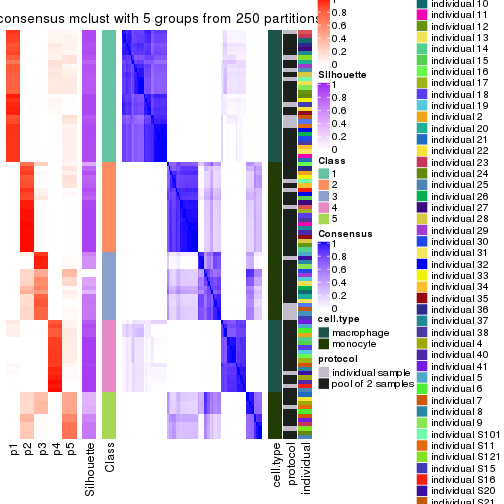 consensus mclust with 5 groups from 250 partitions
0.8
0.6
0.4
0.2
0
Silhouette
1
0.8
0.6
0.4
0.2
0
Class
1
2
3
4
5
Consensus
1
0.8
0.6
0.4
0.2
0
cell.type
macrophage
monocyte
protocol
individual sample
pool of 2 samples
p1
p2
p3
p4
p5
Silhouette
Class
cell.type
protocol
individual
individual 10
individual 11
individual 12
individual 13
individual 14
individual 15
individual 16
individual 17
individual 18
individual 19
individual 2
individual 20
individual 21
individual 22
individual 23
individual 24
individual 25
individual 26
individual 27
individual 28
individual 29
individual 30
individual 31
individual 32
individual 33
individual 34
individual 35
individual 36
individual 37
individual 38
individual 4
individual 40
individual 41
individual 5
individual 6
individual 7
individual 8
individual 9
individual S101
individual S11
individual S121
individual S15
individual S16
individual S20
individual S21